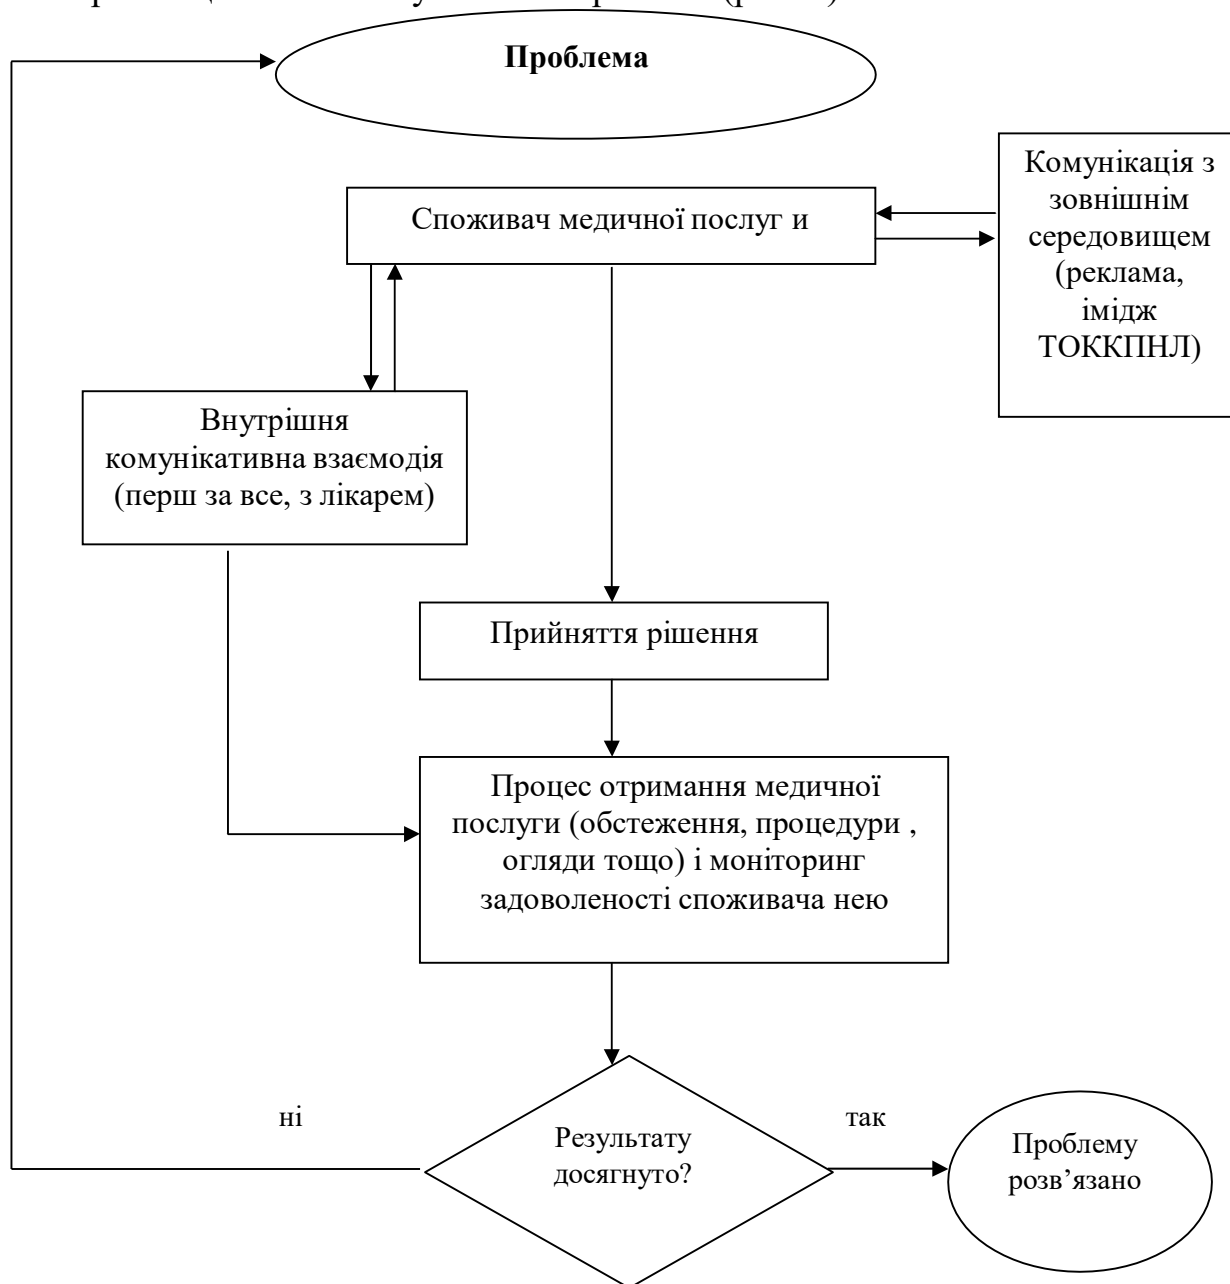 Проблема
Комунікація з
зовнішнім
середовищем
(реклама,
імідж
ТОККПНЛ)
Споживач медичної послуг и
Внутрішня
комунікативна взаємодія
(перш за все, з лікарем)
Прийняття рішення
Процес отримання медичної
послуги (обстеження, процедури ,
огляди тощо) і моніторинг
задоволеності споживача нею
ні
Результату
досягнуто?
так
Проблему
розв’язано